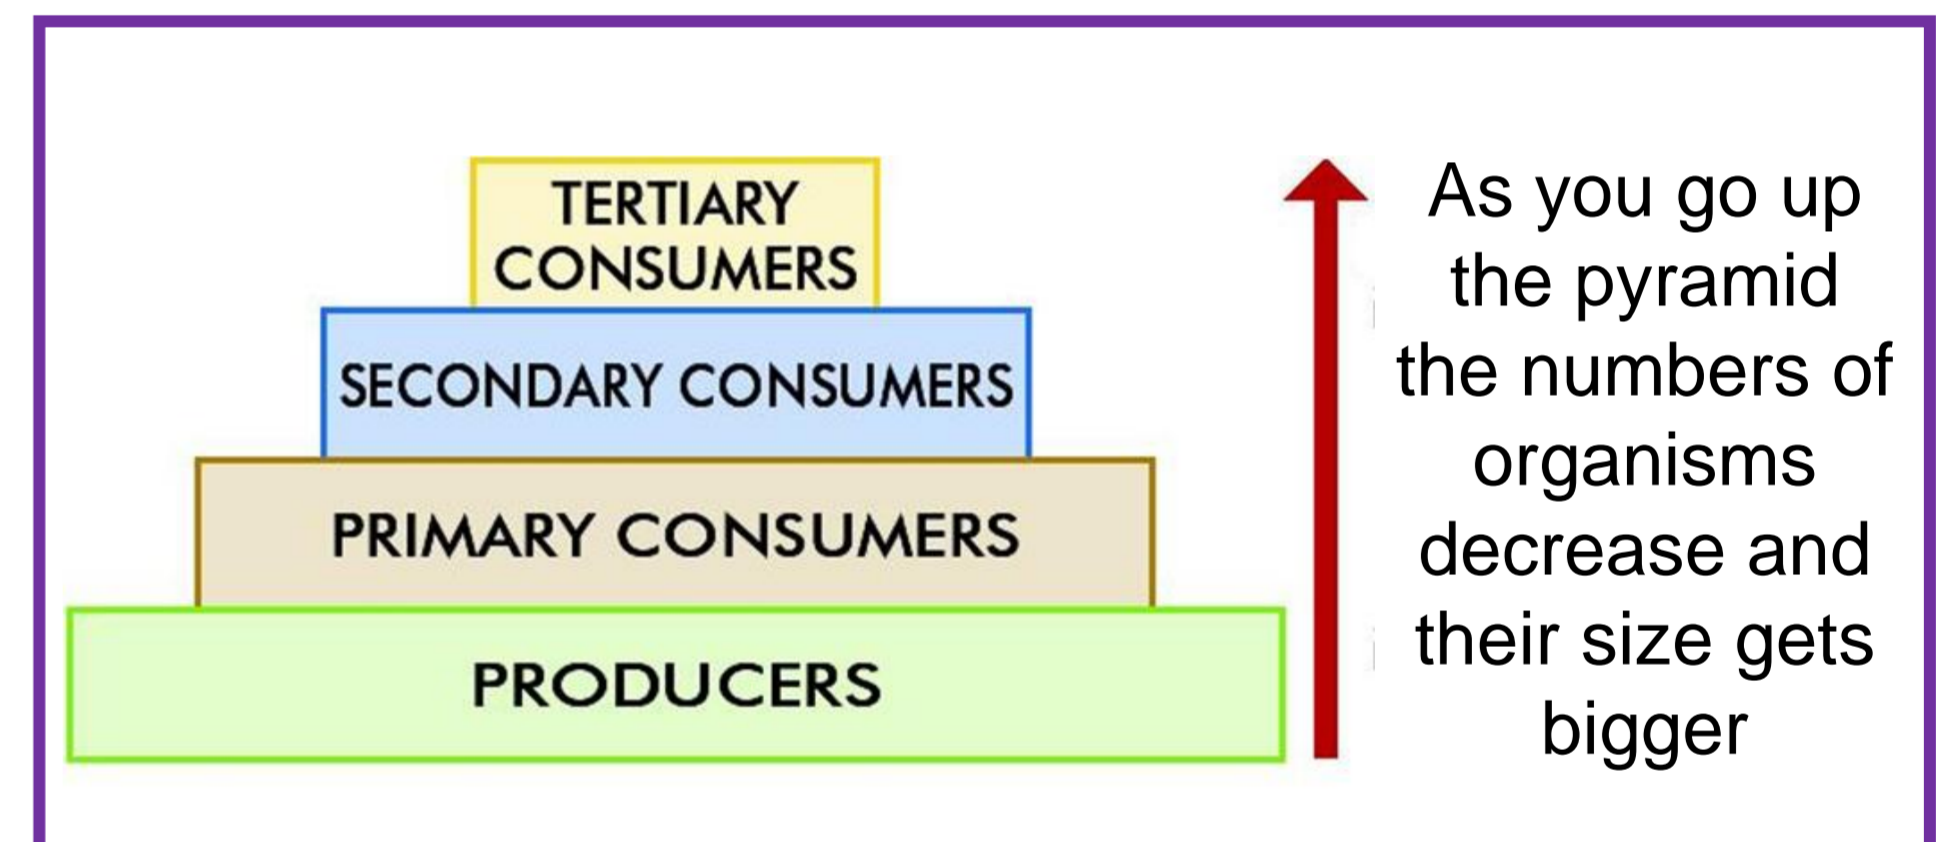 TERTIARY
CONSUMERS
SECONDARY CONSUMERS
PRIMARY CONSUMERS
PRODUCERS
As you go up
the pyramid
the numbers of
organisms
decrease and
their size gets
bigger